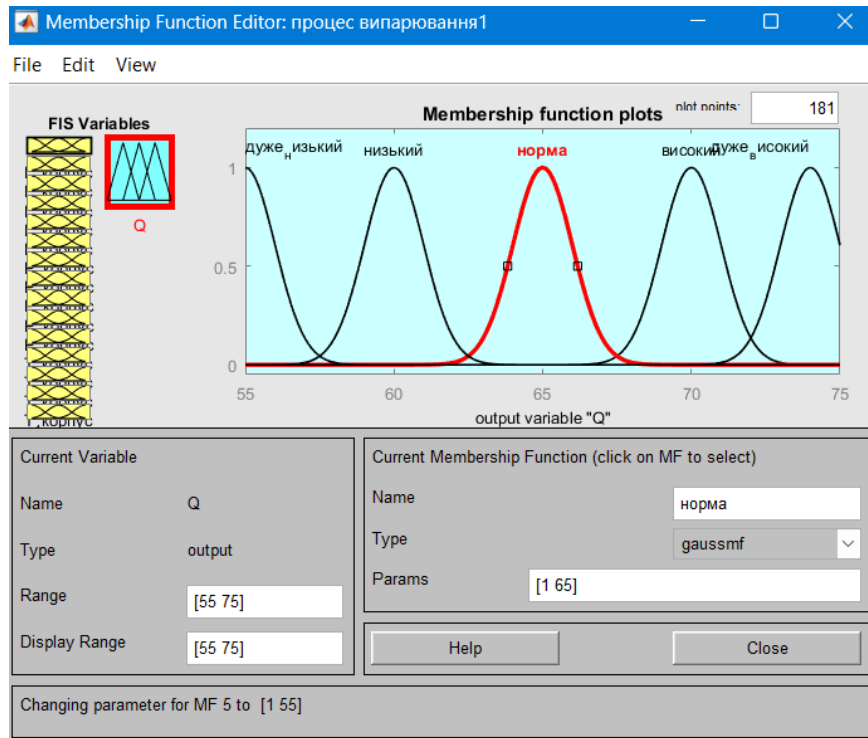 Membership Function Editor: процес випарювання1
File Edit View
FIS Variables
Q
Membership function plots
plot points:
181
дуже_низький
низький
норма
високий
дуже_високий
1
0.5
0
55 60 65 70 75
output variable "Q"
Current Variable
Name Q
Type output
Range [55 75]
Display Range [55 75]
Current Membership Function (click on MF to select)
Name норма
Type gaussmf
Params [1 65]
Help Close
Changing parameter for MF 5 to [1 55]